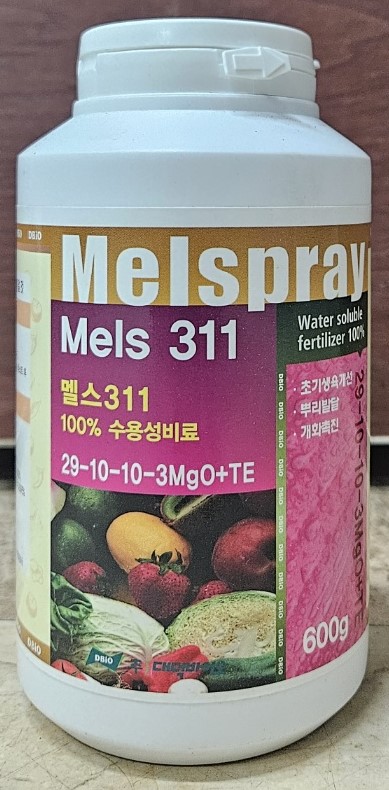 Melspray
Mels 311
멜스311
100% 수용성비료
29-10-10-3MgO+TE
Water soluble
fertilizer 100%
· 초기생육개선
· 뿌리발달
· 개화촉진
29-10-10-3MgO+TE
600g
DBiO